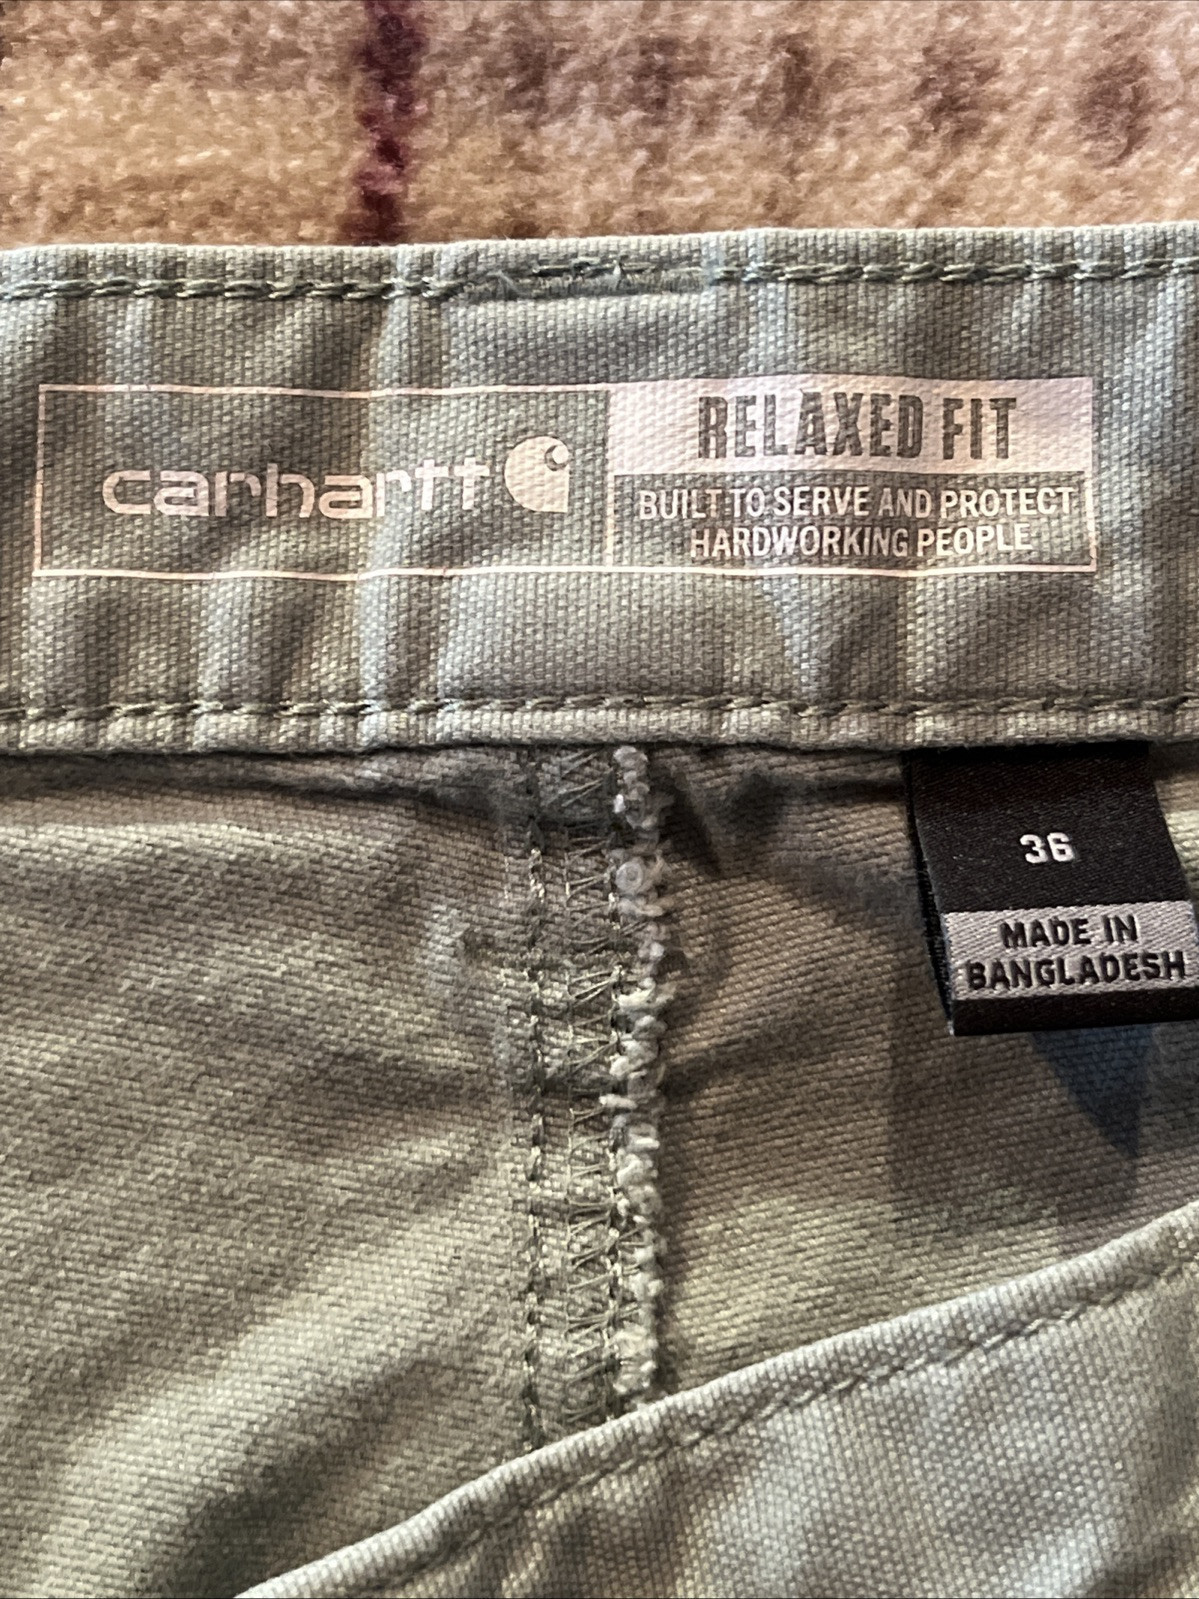 carhartt
RELAXED FIT
BUILT TO SERVE AND PROTECT
HARDWORKING PEOPLE
36
MADE IN
BANGLADESH